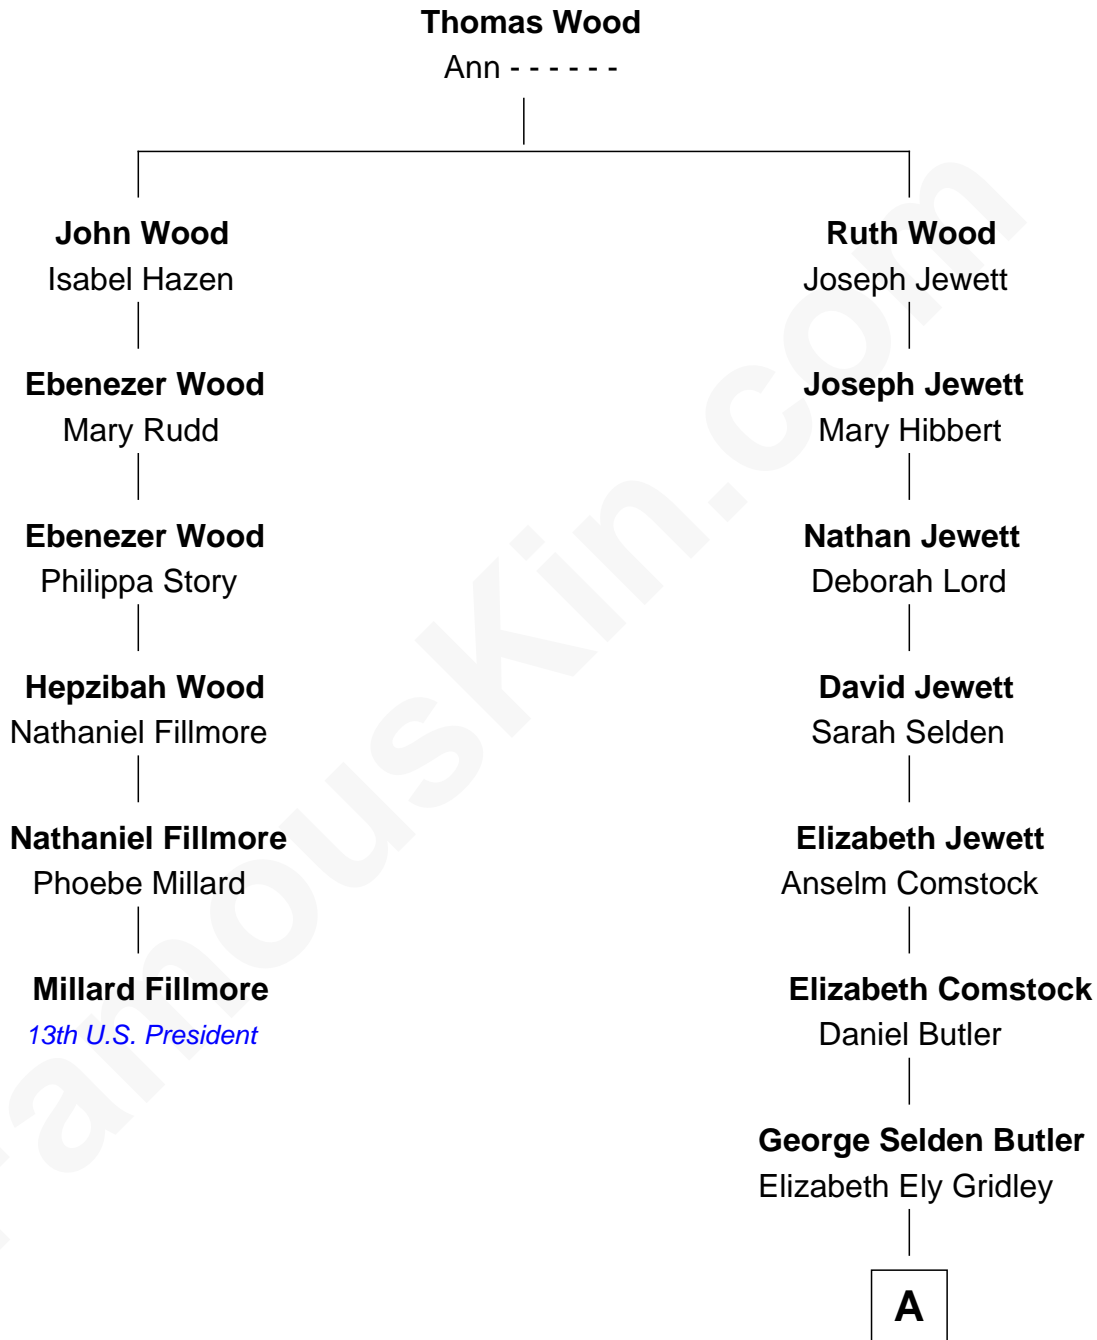 Thomas Wood
Ann - - - - - -
John Wood
Isabel Hazen
Ebenezer Wood
Mary Rudd
Ebenezer Wood
Philippa Story
Hepzibah Wood
Nathaniel Fillmore
Nathaniel Fillmore
Phoebe Millard
Millard Fillmore
13th U.S. President
Ruth Wood
Joseph Jewett
Joseph Jewett
Mary Hibbert
Nathan Jewett
Deborah Lord
David Jewett
Sarah Selden
Elizabeth Jewett
Anselm Comstock
Elizabeth Comstock
Daniel Butler
George Selden Butler
Elizabeth Ely Gridley
A
FamousKin.com